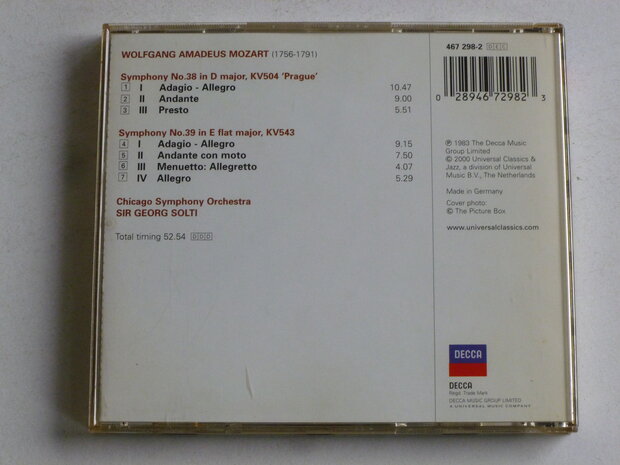 WOLFGANG AMADEUS MOZART (1756-1791)
Symphony No.38 in D major, KV504 'Prague'
1 I Adagio - Allegro 10.47
2 II Andante 9.00
3 III Presto 5.51
Symphony No.39 in E flat major, KV543
4 I Adagio - Allegro 9.15
5 II Andante con moto 7.50
6 III Menuetto: Allegretto 4.07
7 IV Allegro 5.29
Chicago Symphony Orchestra
SIR GEORG SOLTI
Total timing 52.54 DDD
467 298-2
0 28946 72982 3
℗ 1983 The Decca Music
Group Limited
© 2000 Universal Classics &
Jazz, a division of Universal
Music B.V., The Netherlands
Made in Germany
Cover photo:
© The Picture Box
www.universalclassics.com
DECCA
DECCA
Regd. Trade Mark
DECCA MUSIC GROUP LIMITED
A UNIVERSAL MUSIC COMPANY